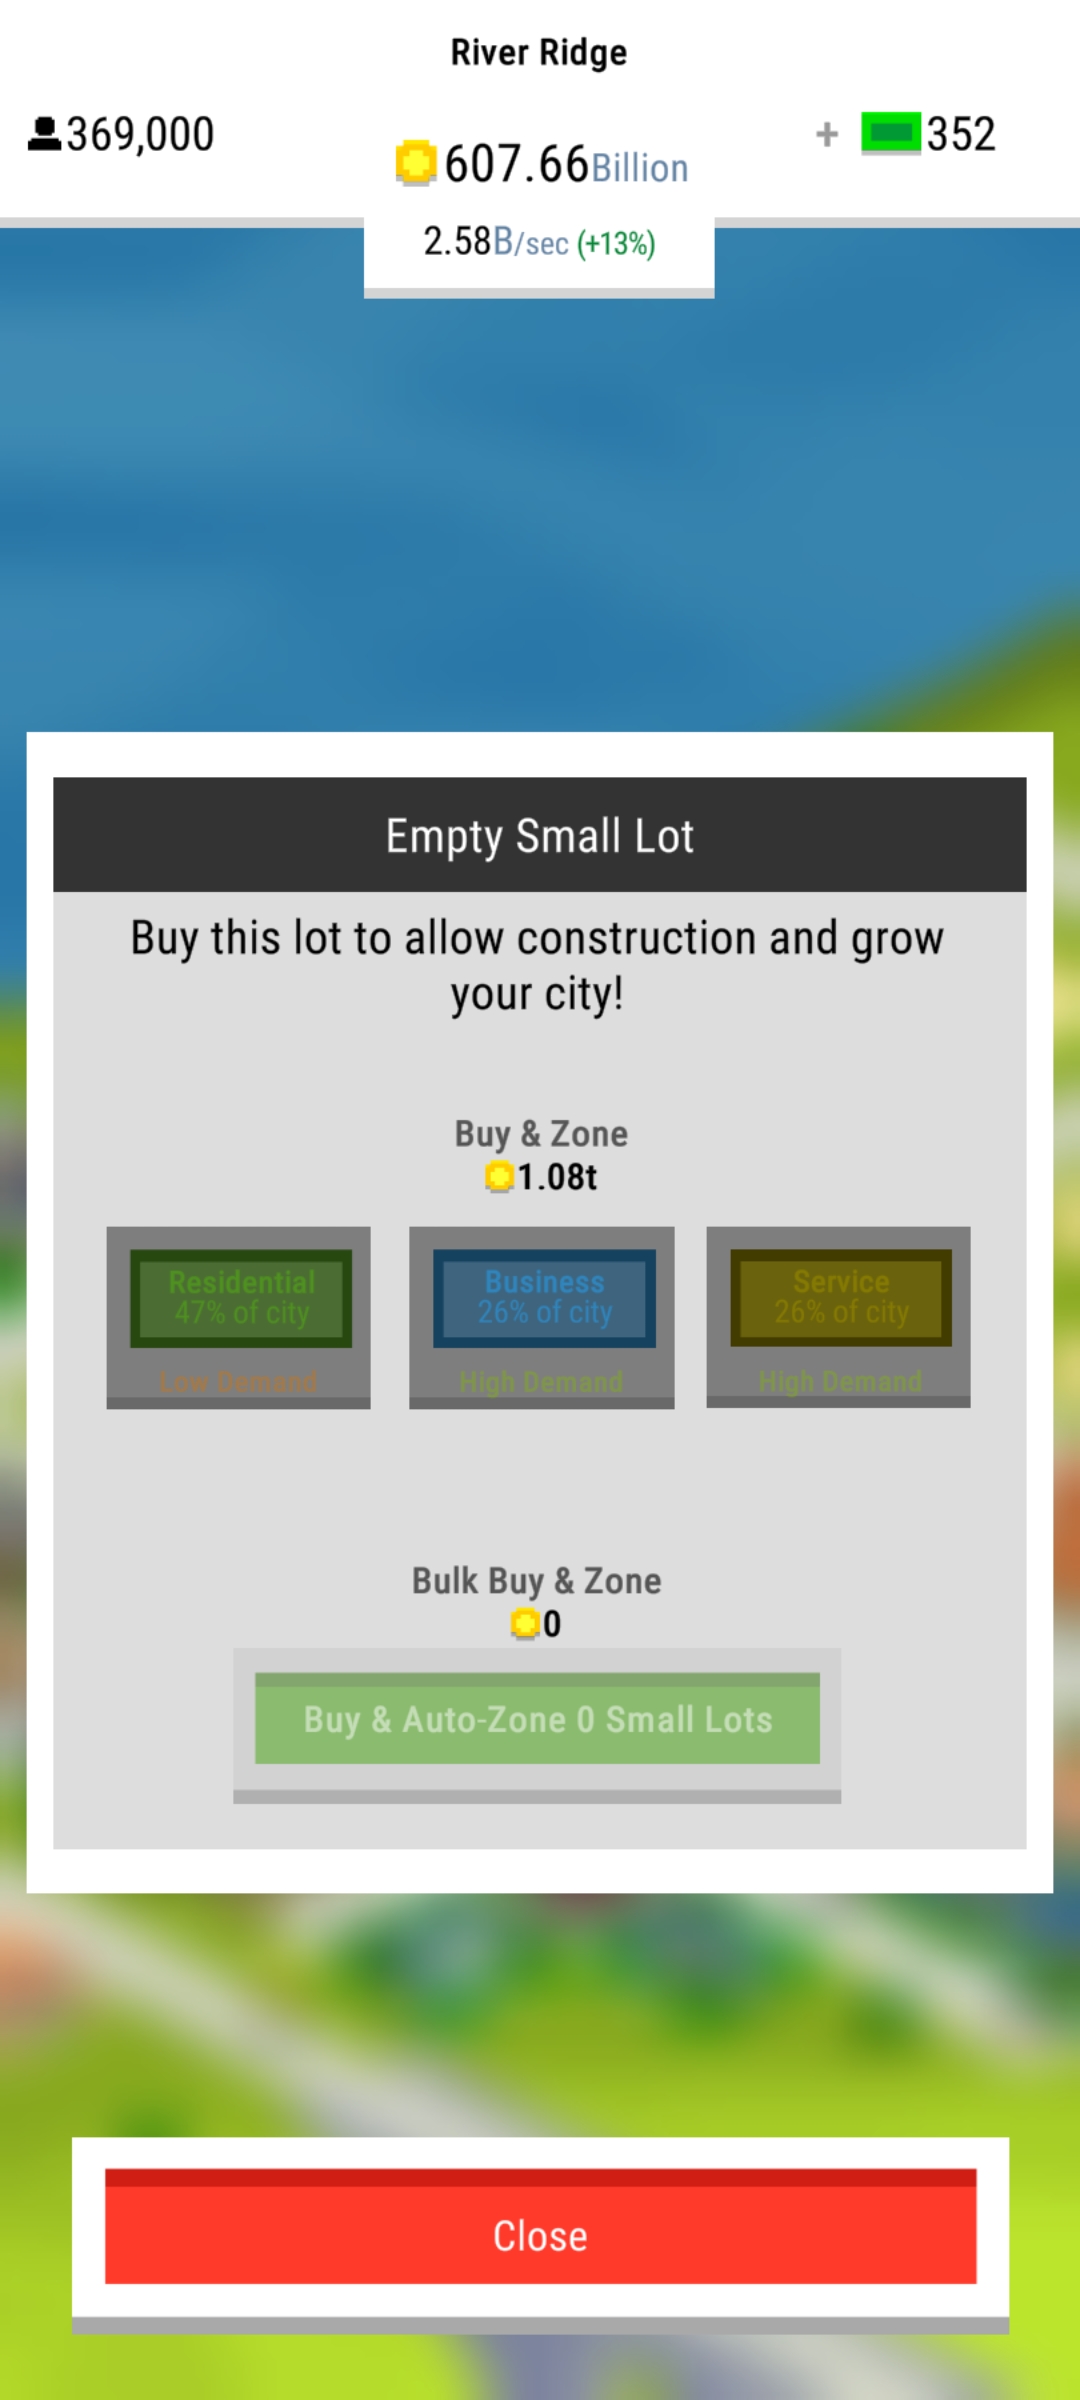 River Ridge
369,000
607.66Billion
+ 352
2.58B/sec (+13%)
Empty Small Lot
Buy this lot to allow construction and grow
your city!
Buy & Zone
1.08t
Residential
47% of city
Low Demand
Business
26% of city
High Demand
Service
26% of city
High Demand
Bulk Buy & Zone
0
Buy & Auto-Zone 0 Small Lots
Close